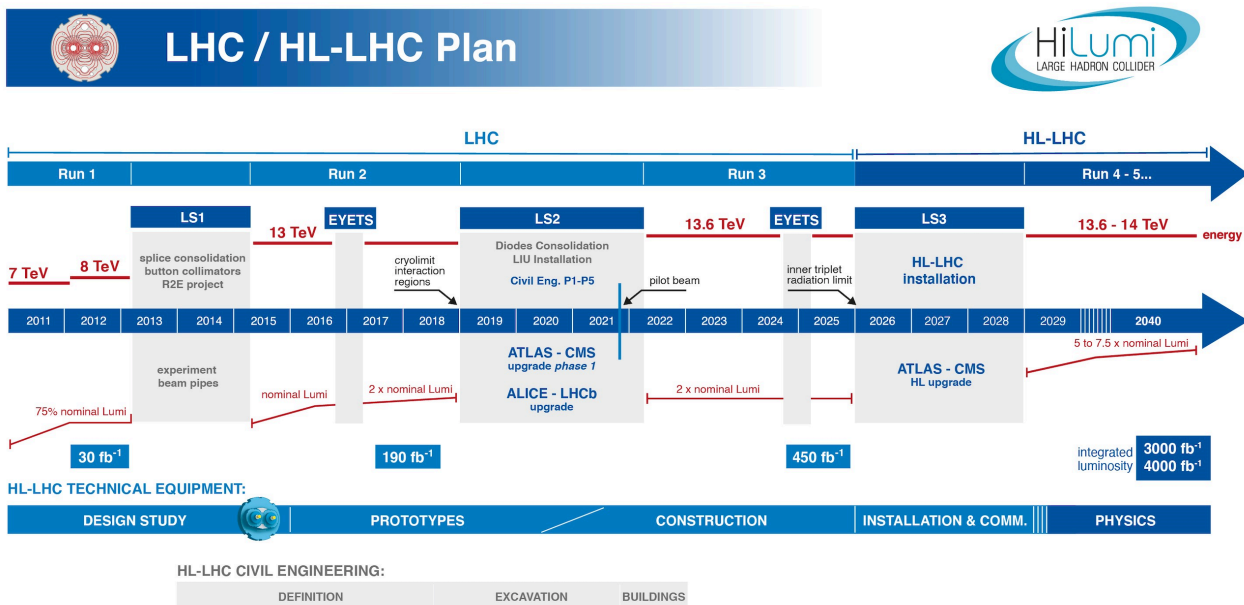 LHC / HL-LHC Plan
HiLumi
LARGE HADRON COLLIDER
LHC
HL-LHC
Run 1
Run 2
Run 3
Run 4 - 5...
LS1
EYETS
LS2
EYETS
LS3
13 TeV
13.6 TeV
13.6 - 14 TeV
energy
7 TeV
8 TeV
splice consolidation
button collimators
R2E project
cryolimit
interaction
regions
Diodes Consolidation
LIU Installation
Civil Eng. P1-P5
pilot beam
inner triplet
radiation limit
HL-LHC
installation
2011 2012 2013 2014 2015 2016 2017 2018 2019 2020 2021 2022 2023 2024 2025 2026 2027 2028 2029 2040
experiment
beam pipes
ATLAS - CMS
upgrade phase 1
ALICE - LHCb
upgrade
ATLAS - CMS
HL upgrade
5 to 7.5 x nominal Lumi
75% nominal Lumi
nominal Lumi
2 x nominal Lumi
2 x nominal Lumi
30 fb⁻¹
190 fb⁻¹
450 fb⁻¹
integrated
luminosity
3000 fb⁻¹
4000 fb⁻¹
HL-LHC TECHNICAL EQUIPMENT:
DESIGN STUDY
PROTOTYPES
CONSTRUCTION
INSTALLATION & COMM.
PHYSICS
HL-LHC CIVIL ENGINEERING:
DEFINITION
EXCAVATION
BUILDINGS